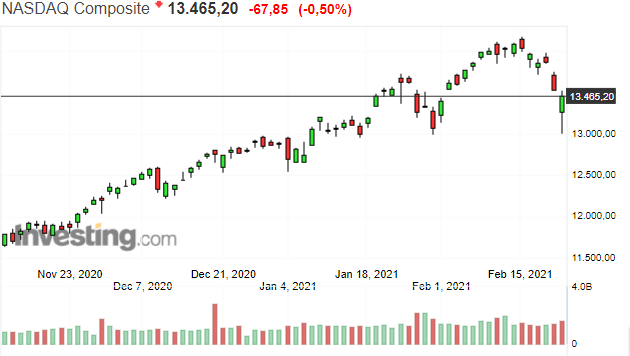 NASDAQ Composite 13.465,20 -67,85 (-0,50%)
13.465,20
13.000,00
12.500,00
12.000,00
11.500,00
Investing.com
Nov 23, 2020 Dec 21, 2020 Jan 18, 2021 Feb 15, 2021
Dec 7, 2020 Jan 4, 2021 Feb 1, 2021
4.0B
0